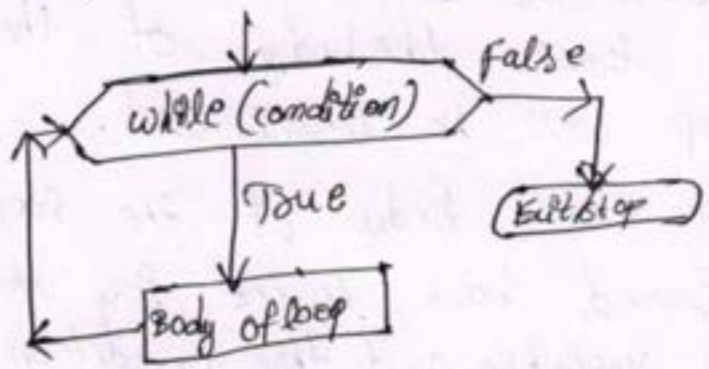 False
while (condition)
True
Exit/stop
Body of loop.